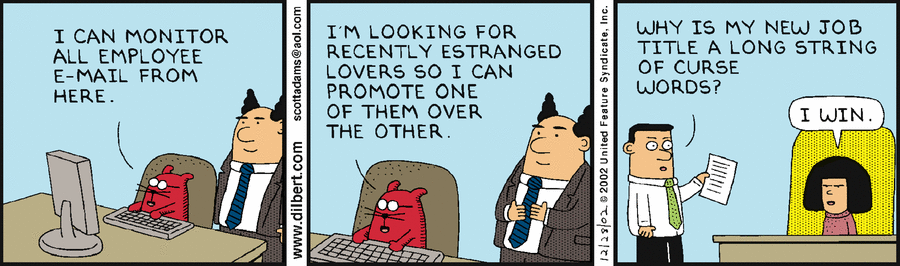 I CAN MONITOR
ALL EMPLOYEE
E-MAIL FROM
HERE.
www.dilbert.com scottadams@aol.com
I'M LOOKING FOR
RECENTLY ESTRANGED
LOVERS SO I CAN
PROMOTE ONE
OF THEM OVER
THE OTHER.
12/28/02 © 2002 United Feature Syndicate, Inc.
WHY IS MY NEW JOB
TITLE A LONG STRING
OF CURSE
WORDS?
I WIN.